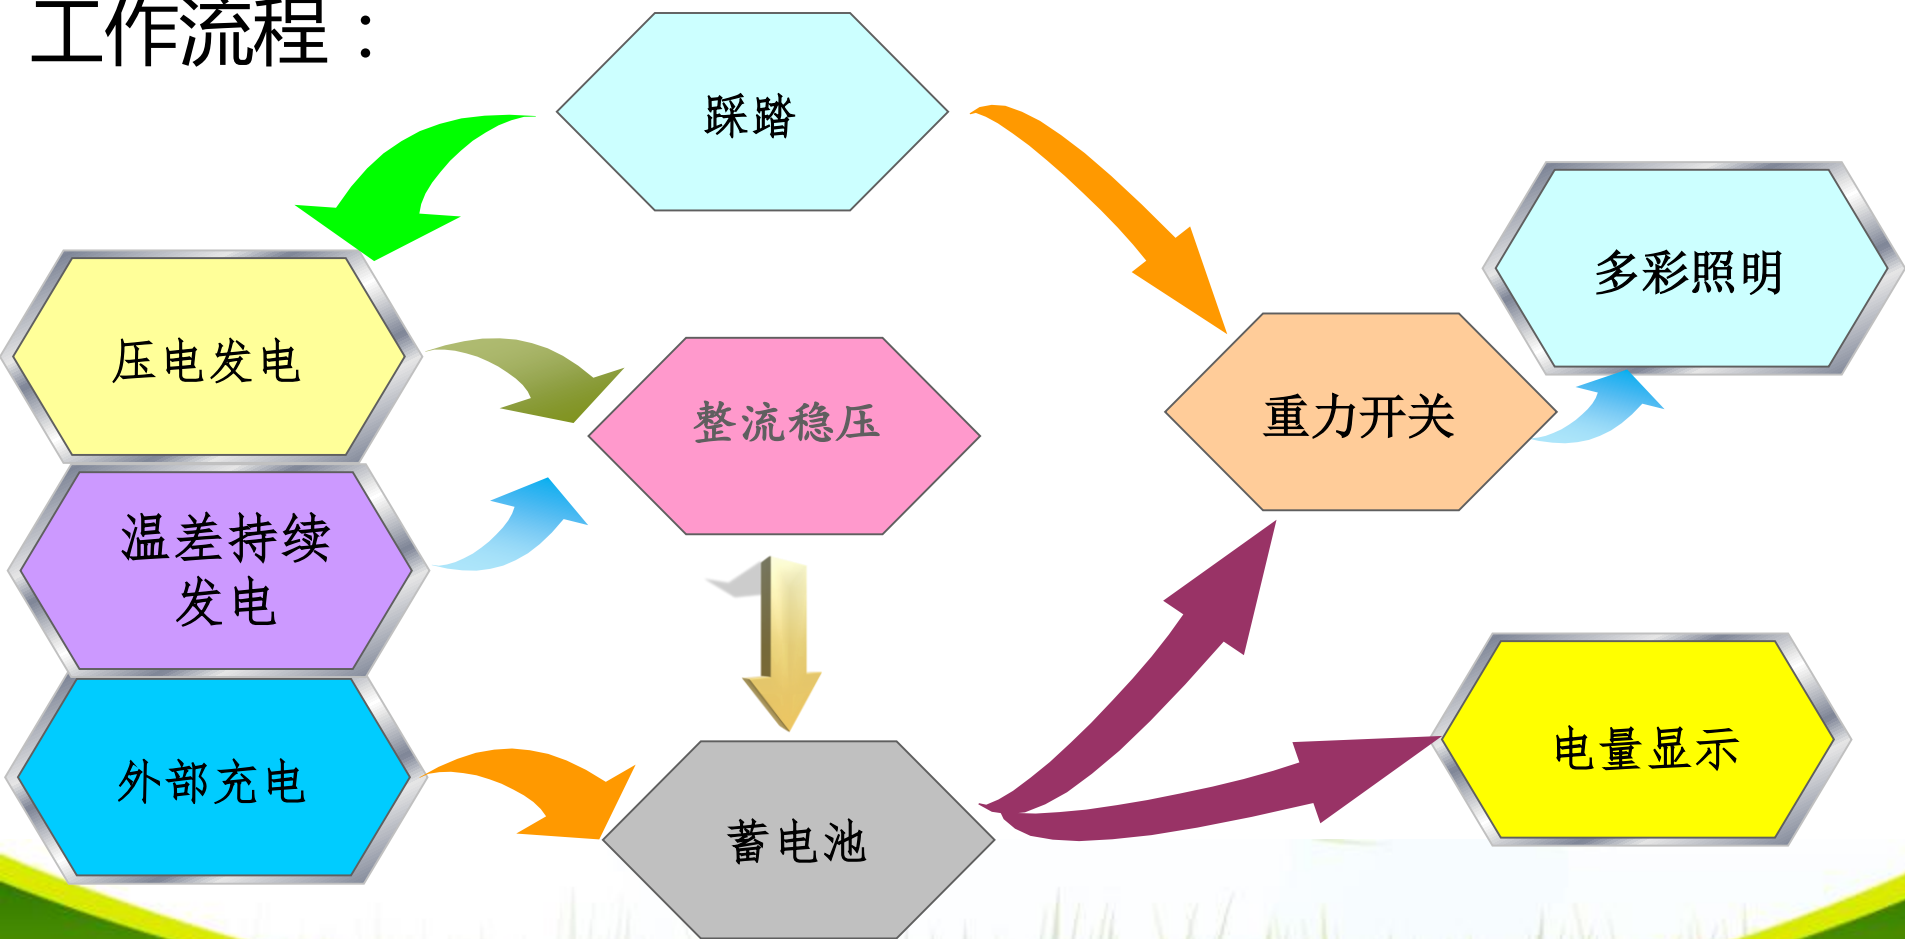 工作流程：
踩踏
多彩照明
压电发电
整流稳压
重力开关
温差持续
发电
外部充电
电量显示
蓄电池